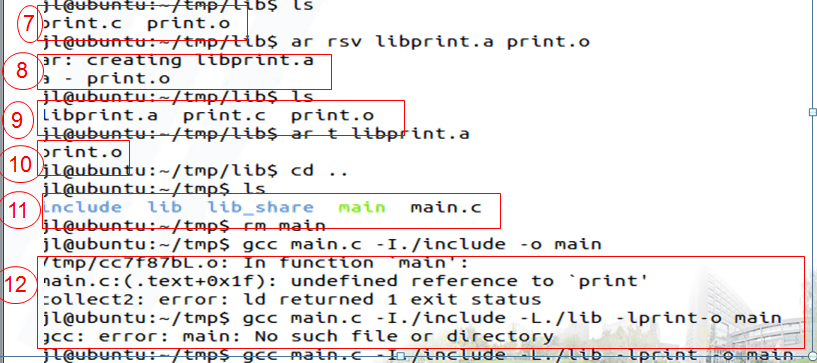 jl@ubuntu:~/tmp/lib$ ls
7 print.c print.o
jl@ubuntu:~/tmp/lib$ ar rsv libprint.a print.o
ar: creating libprint.a
8 a - print.o
jl@ubuntu:~/tmp/lib$ ls
9 libprint.a print.c print.o
jl@ubuntu:~/tmp/lib$ ar t libprint.a
10 print.o
jl@ubuntu:~/tmp/lib$ cd ..
jl@ubuntu:~/tmp$ ls
11 include lib lib_share main main.c
jl@ubuntu:~/tmp$ rm main
jl@ubuntu:~/tmp$ gcc main.c -I./include -o main
/tmp/cc7f87bL.o: In function `main':
12 main.c:(.text+0x1f): undefined reference to `print'
collect2: error: ld returned 1 exit status
jl@ubuntu:~/tmp$ gcc main.c -I./include -L./lib -lprint-o main
gcc: error: main: No such file or directory
jl@ubuntu:~/tmp$ gcc main.c -I./include -L./lib -lprint -o main